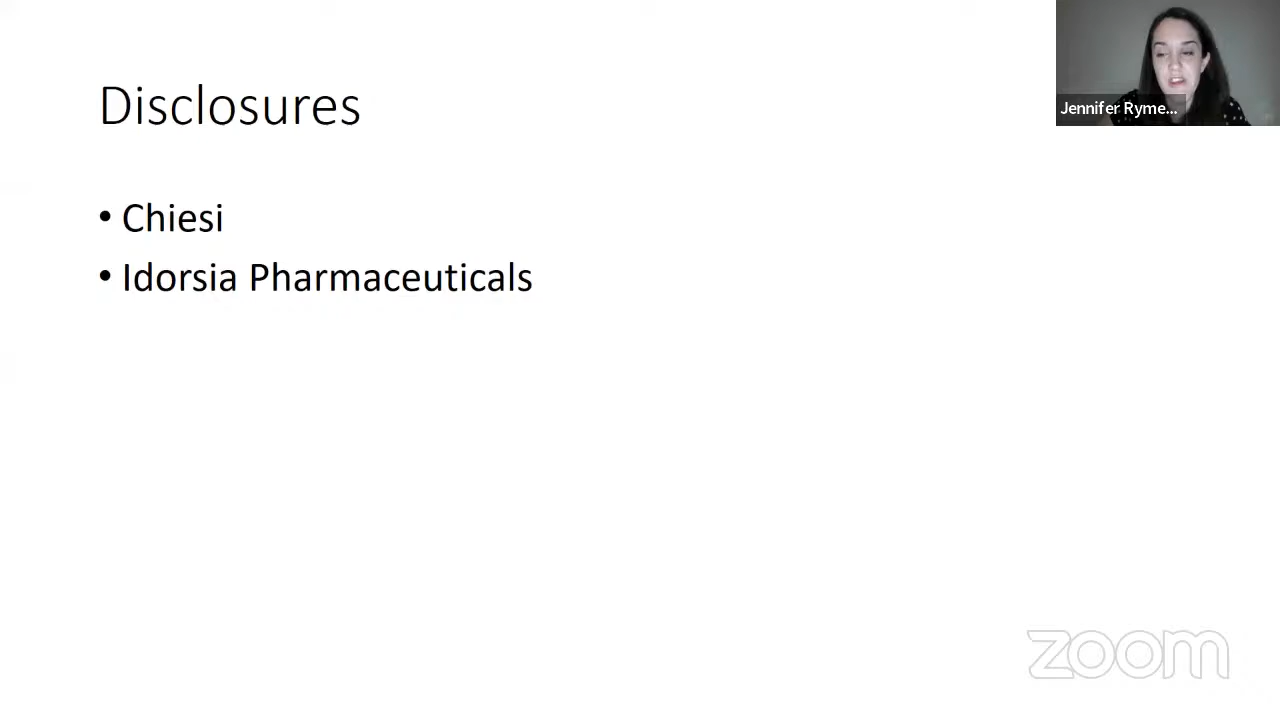 Disclosures
Jennifer Ryme...
• Chiesi
• Idorsia Pharmaceuticals
zoom